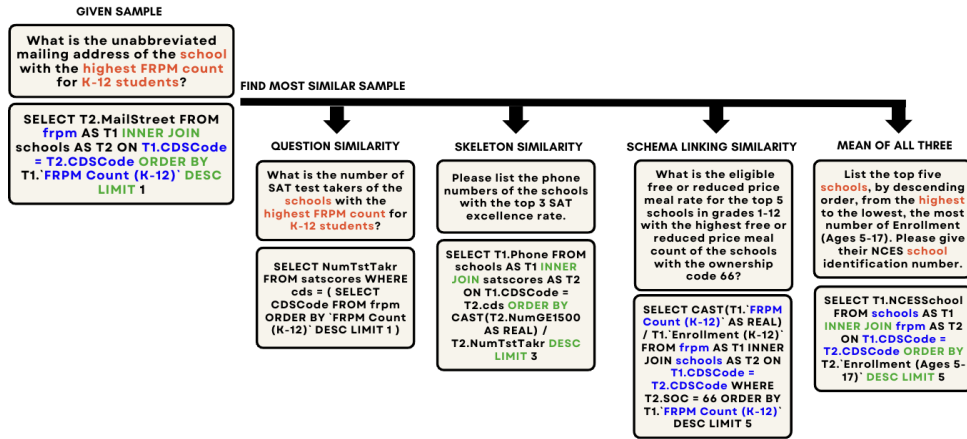 GIVEN SAMPLE
What is the unabbreviated
mailing address of the school
with the highest FRPM count
for K-12 students?
SELECT T2.MailStreet FROM
frpm AS T1 INNER JOIN
schools AS T2 ON T1.CDSCode
= T2.CDSCode ORDER BY
T1.`FRPM Count (K-12)` DESC
LIMIT 1
FIND MOST SIMILAR SAMPLE
QUESTION SIMILARITY
What is the number of
SAT test takers of the
schools with the
highest FRPM count for
K-12 students?
SELECT NumTstTakr
FROM satscores WHERE
cds = ( SELECT
CDSCode FROM frpm
ORDER BY `FRPM Count
(K-12)` DESC LIMIT 1 )
SKELETON SIMILARITY
Please list the phone
numbers of the schools
with the top 3 SAT
excellence rate.
SELECT T1.Phone FROM
schools AS T1 INNER
JOIN satscores AS T2
ON T1.CDSCode =
T2.cds ORDER BY
CAST(T2.NumGE1500
AS REAL) /
T2.NumTstTakr DESC
LIMIT 3
SCHEMA LINKING SIMILARITY
What is the eligible
free or reduced price
meal rate for the top 5
schools in grades 1-12
with the highest free or
reduced price meal
count of the schools
with the ownership
code 66?
SELECT CAST(T1.`FRPM
Count (K-12)` AS REAL)
/ T1.`Enrollment (K-12)`
FROM frpm AS T1 INNER
JOIN schools AS T2 ON
T1.CDSCode =
T2.CDSCode WHERE
T2.SOC = 66 ORDER BY
T1.`FRPM Count (K-12)`
DESC LIMIT 5
MEAN OF ALL THREE
List the top five
schools, by descending
order, from the highest
to the lowest, the most
number of Enrollment
(Ages 5-17). Please give
their NCES school
identification number.
SELECT T1.NCESSchool
FROM schools AS T1
INNER JOIN frpm AS T2
ON T1.CDSCode =
T2.CDSCode ORDER BY
T2.`Enrollment (Ages 5-
17)` DESC LIMIT 5